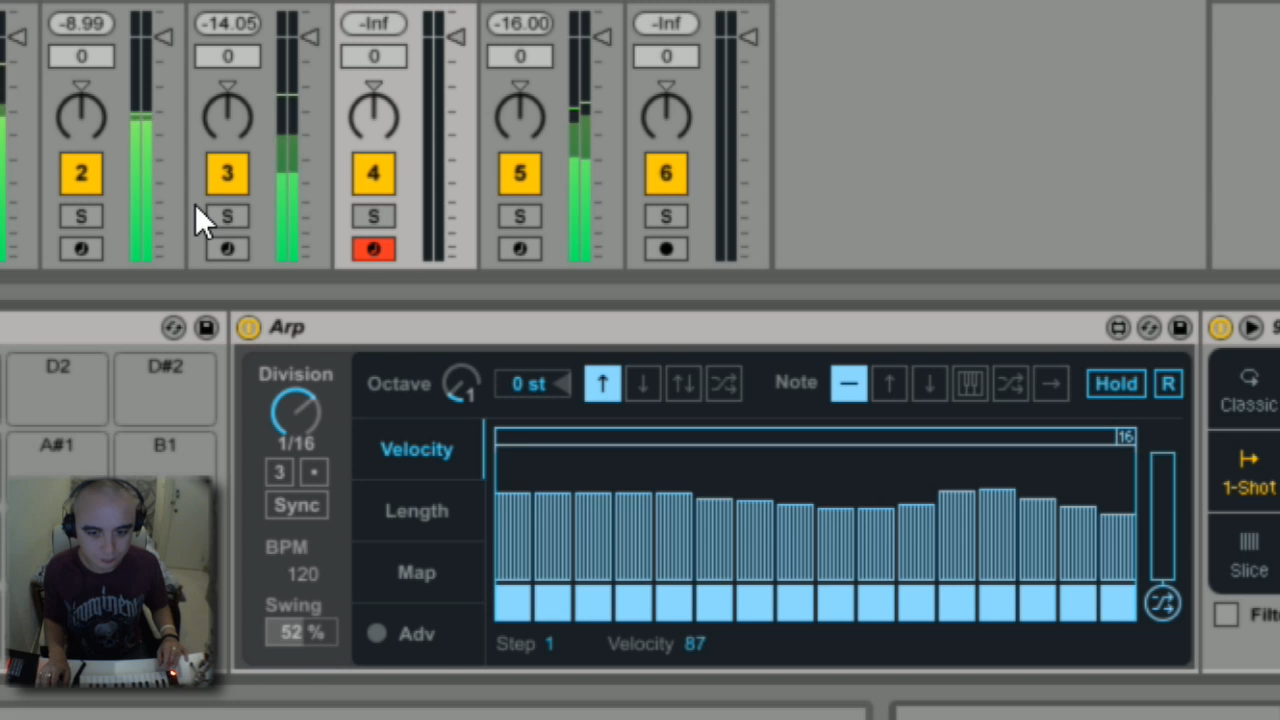 -8.99 -14.05 -Inf -16.00 -Inf
0 0 0 0 0
2 3 4 5 6
S S S S S
Arp
D2 D#2
A#1 B1
Division
1/16
3
Sync
BPM
120
Swing
52 %
Octave 1 0 st Note Hold R
Velocity
Length
Map
Adv
16
Step 1 Velocity 87
Classic
1-Shot
Slice